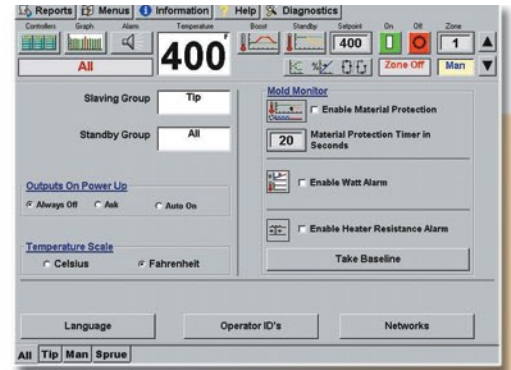 Reports Menus Information Help Diagnostics
Controllers Graph Alarm Temperature Boost Standby Setpoint On Off Zone
400 F 400 1
All Zone Off Man
Slaving Group Tip
Standby Group All
Outputs On Power Up
Always Off Ask Auto On
Temperature Scale
Celsius Fahrenheit
Mold Monitor
Enable Material Protection
20 Material Protection Timer in
Seconds
Enable Watt Alarm
Enable Heater Resistance Alarm
Take Baseline
Language Operator ID's Networks
All Tip Man Sprue